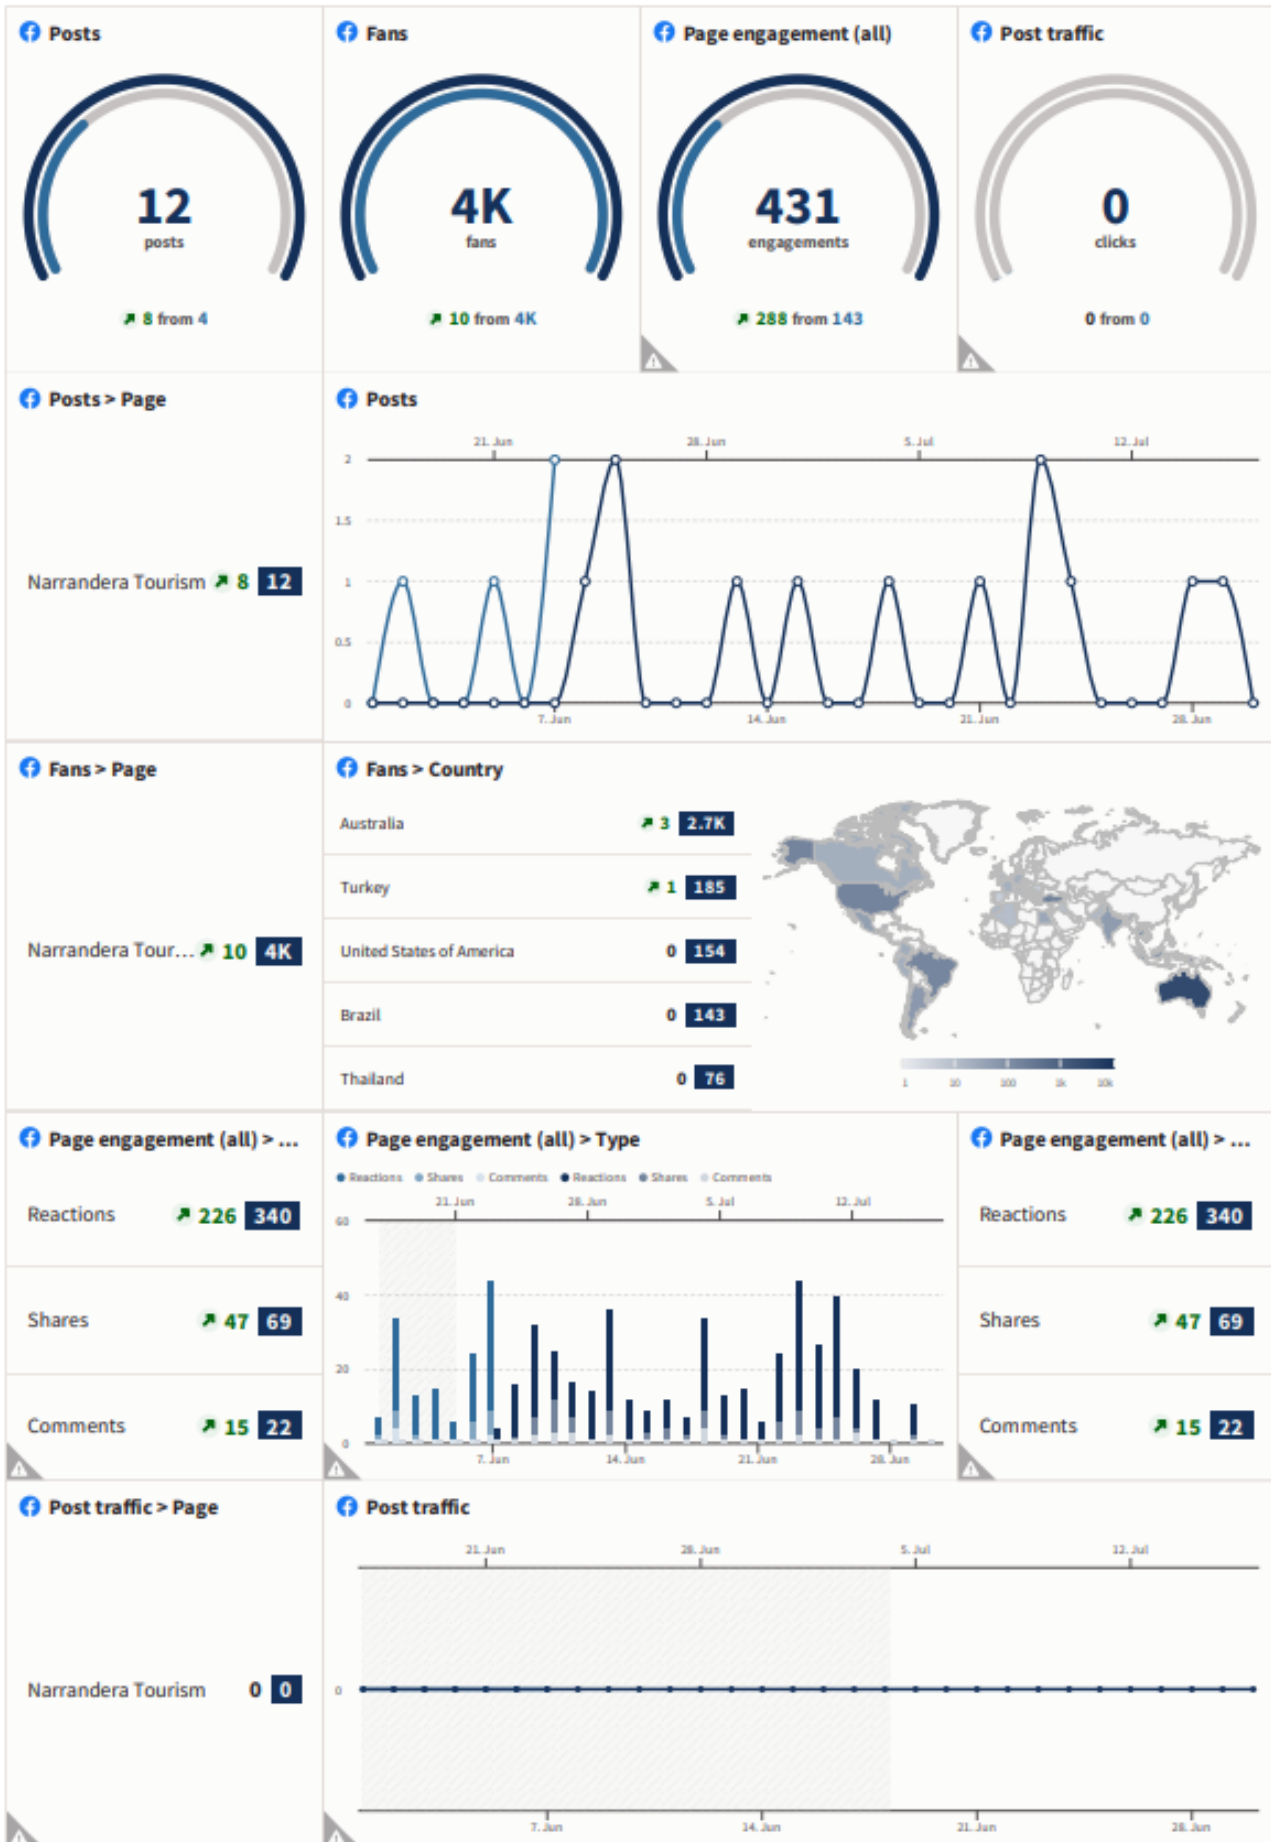 Posts
12
posts
8 from 4
Fans
4K
fans
10 from 4K
Page engagement (all)
431
engagements
288 from 143
Post traffic
0
clicks
0 from 0
Posts > Page
Narrandera Tourism 8 12
Posts
21. Jun 28. Jun 5. Jul 12. Jul
2
1.5
1
0.5
0
7. Jun 14. Jun 21. Jun 28. Jun
Fans > Page
Narrandera Tour... 10 4K
Fans > Country
Australia 3 2.7K
Turkey 1 185
United States of America 0 154
Brazil 0 143
Thailand 0 76
1 10 100 1k 10k
Page engagement (all) > ...
Reactions 226 340
Shares 47 69
Comments 15 22
Page engagement (all) > Type
Reactions Shares Comments Reactions Shares Comments
21. Jun 28. Jun 5. Jul 12. Jul
60
40
20
0
7. Jun 14. Jun 21. Jun 28. Jun
Page engagement (all) > ...
Reactions 226 340
Shares 47 69
Comments 15 22
Post traffic > Page
Narrandera Tourism 0 0
Post traffic
21. Jun 28. Jun 5. Jul 12. Jul
0
7. Jun 14. Jun 21. Jun 28. Jun